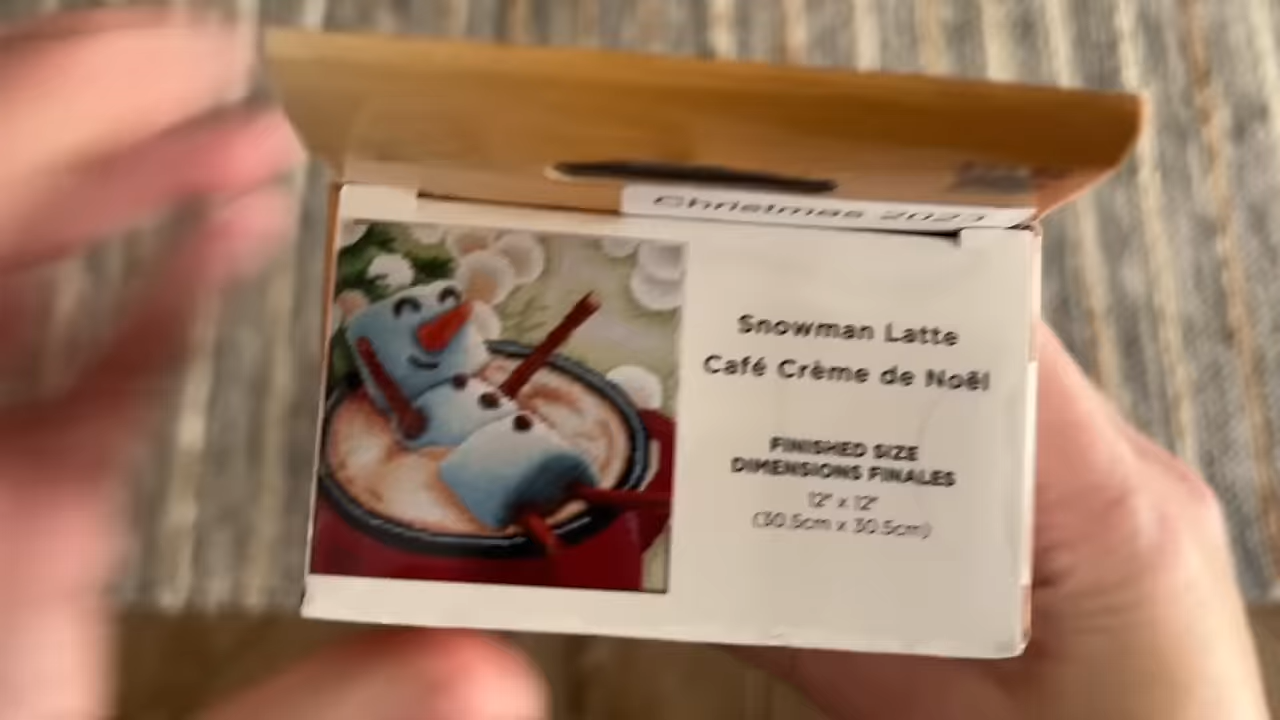 Christmas 2023
Snowman Latte
Café Crème de Noël
FINISHED SIZE
DIMENSIONS FINALES
12" x 12"
(30.5cm x 30.5cm)